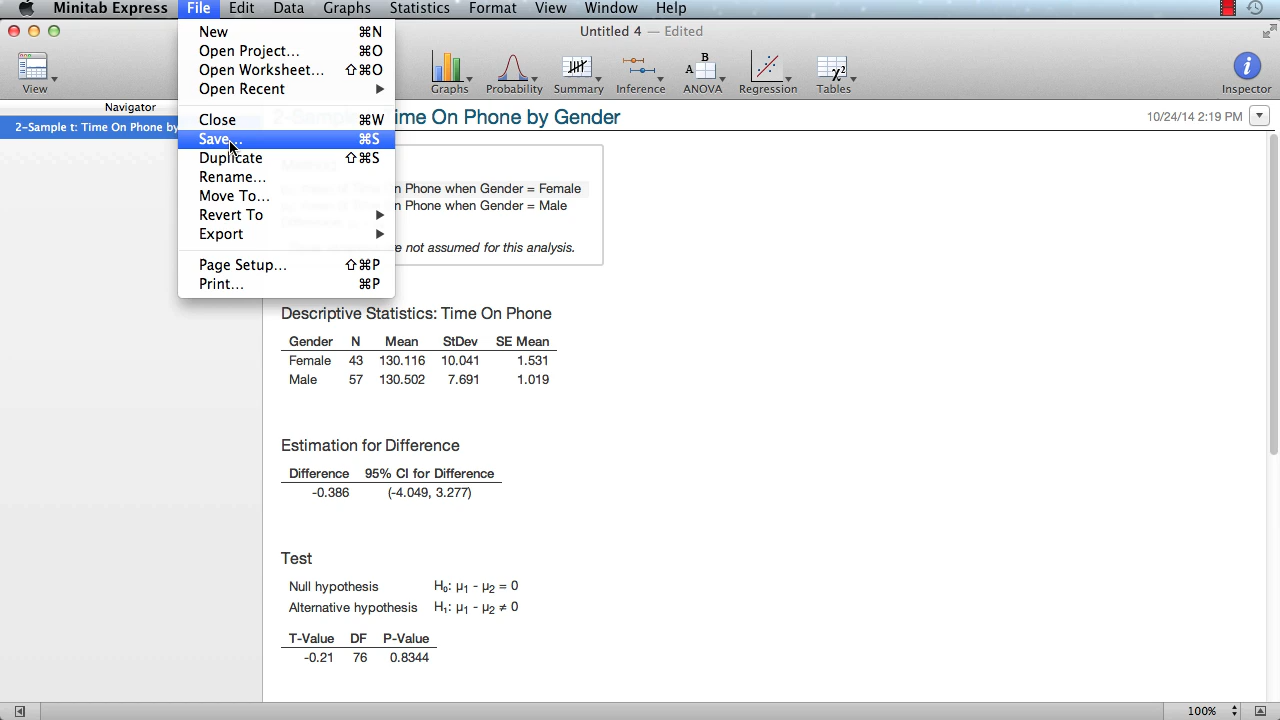 Minitab Express File Edit Data Graphs Statistics Format View Window Help
Untitled 4 — Edited
View Graphs Probability Summary Inference ANOVA Regression Tables Inspector
New ⌘N
Open Project... ⌘O
Open Worksheet... ⇧⌘O
Open Recent
Close ⌘W
Save... ⌘S
Duplicate ⇧⌘S
Rename...
Move To...
Revert To
Export
Page Setup... ⇧⌘P
Print... ⌘P
Navigator
2-Sample t: Time On Phone by
ime On Phone by Gender
10/24/14 2:19 PM
n Phone when Gender = Female
n Phone when Gender = Male
e not assumed for this analysis.
Descriptive Statistics: Time On Phone
Gender N Mean StDev SE Mean
Female 43 130.116 10.041 1.531
Male 57 130.502 7.691 1.019
Estimation for Difference
Difference 95% CI for Difference
-0.386 (-4.049, 3.277)
Test
Null hypothesis H₀: μ₁ - μ₂ = 0
Alternative hypothesis H₁: μ₁ - μ₂ ≠ 0
T-Value DF P-Value
-0.21 76 0.8344
100%